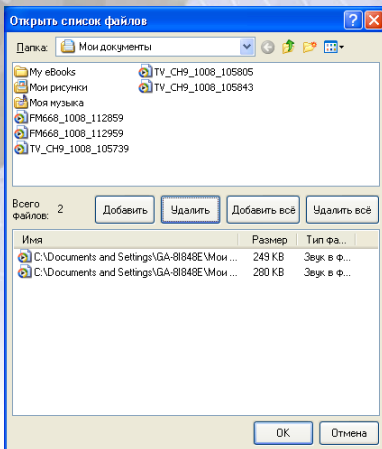 Открыть список файлов
Папка: Мои документы
My eBooks
Мои рисунки
Моя музыка
FM668_1008_112859
FM668_1008_112959
TV_CH9_1008_105739
TV_CH9_1008_105805
TV_CH9_1008_105843
Всего файлов: 2
Добавить Удалить Добавить всё Удалить всё
Имя Размер Тип фа...
C:\Documents and Settings\GA-8I848E\Мои ... 249 KB Звук в ф...
C:\Documents and Settings\GA-8I848E\Мои ... 280 KB Звук в ф...
OK Отмена